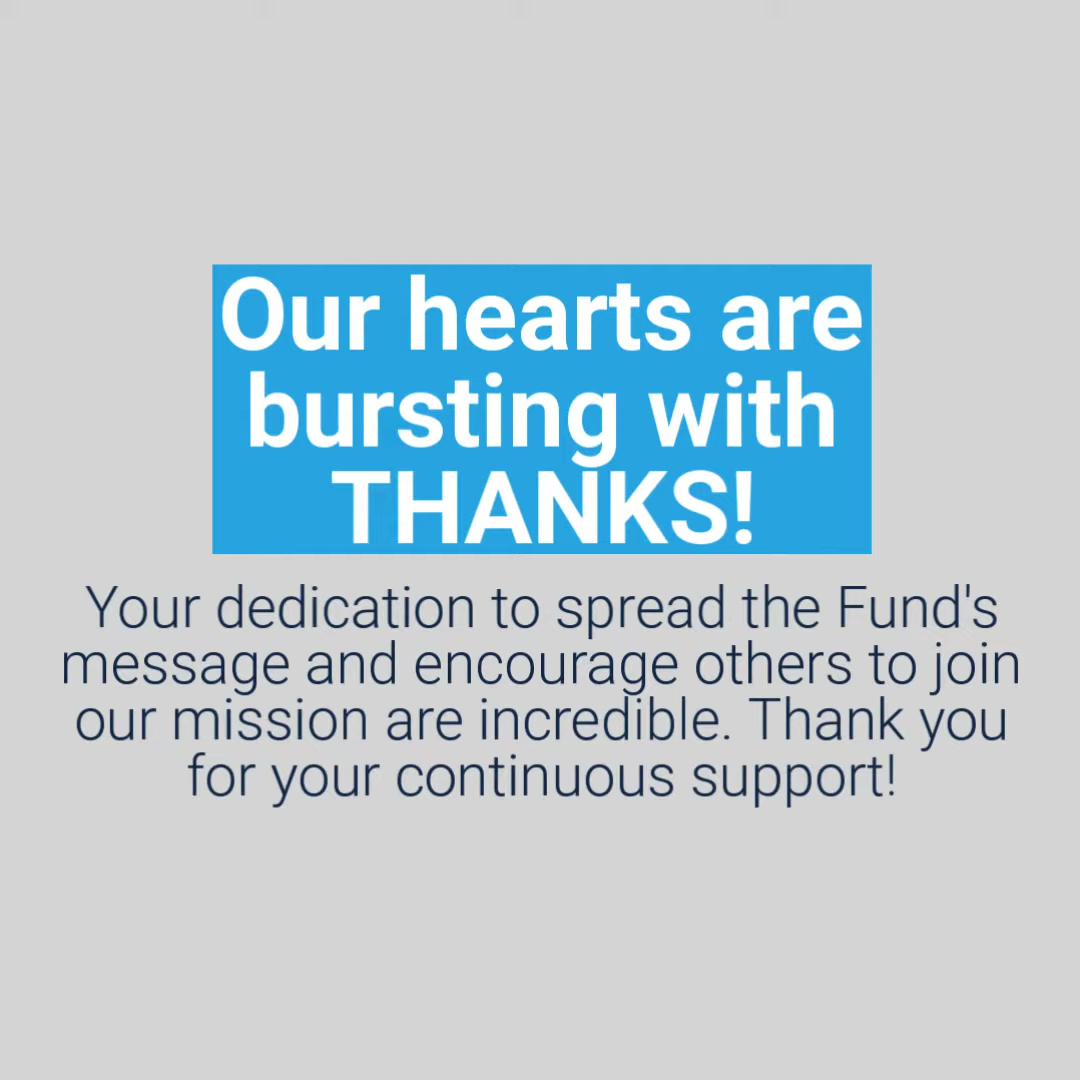 Our hearts are
bursting with
THANKS!
Your dedication to spread the Fund's
message and encourage others to join
our mission are incredible. Thank you
for your continuous support!